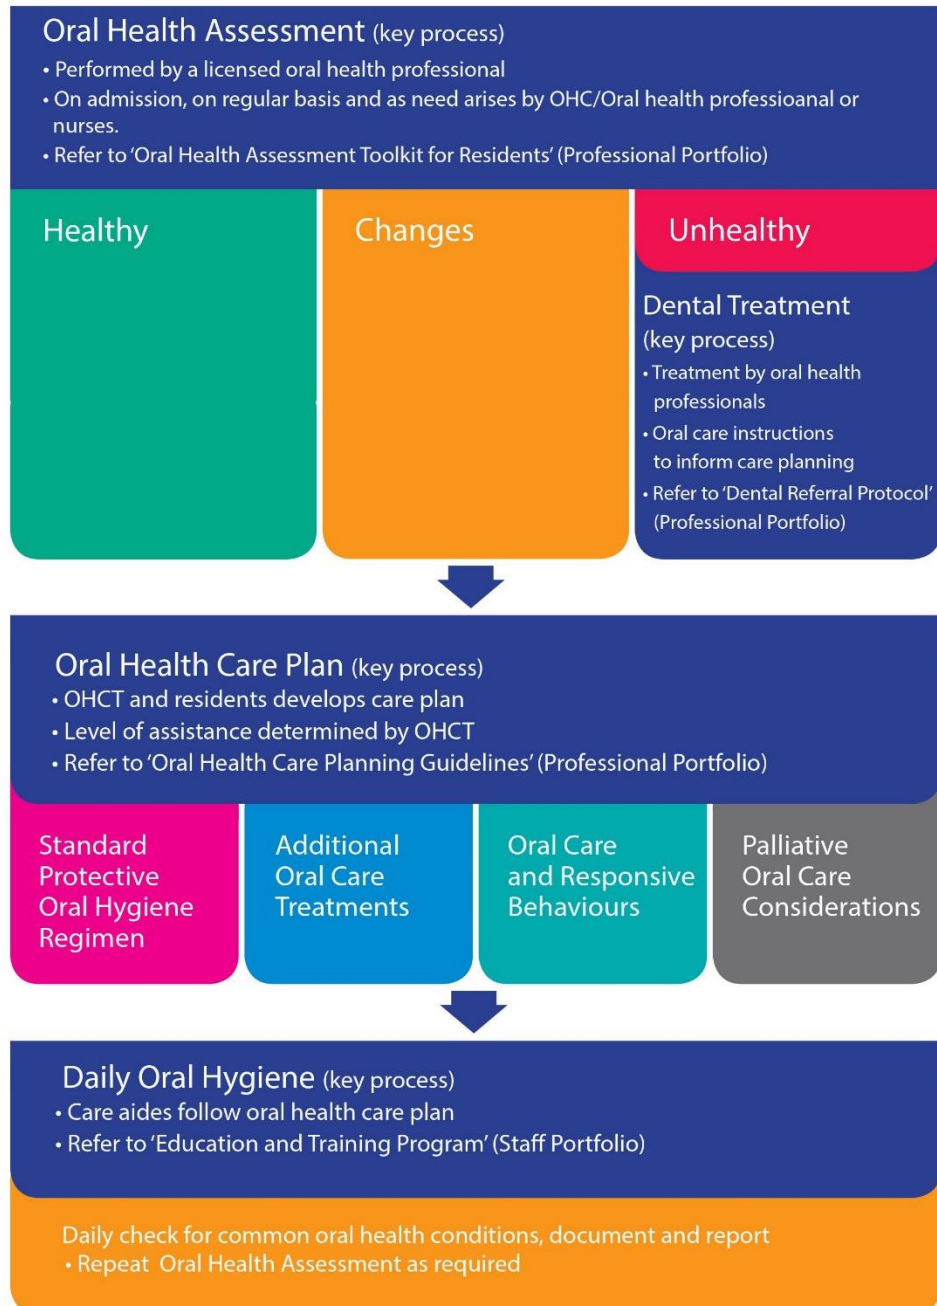 Oral Health Assessment (key process)
• Performed by a licensed oral health professional
• On admission, on regular basis and as need arises by OHC/Oral health professioanal or
nurses.
• Refer to ‘Oral Health Assessment Toolkit for Residents’ (Professional Portfolio)
Healthy
Changes
Unhealthy
Dental Treatment
(key process)
• Treatment by oral health
professionals
• Oral care instructions
to inform care planning
• Refer to ‘Dental Referral Protocol’
(Professional Portfolio)
Oral Health Care Plan (key process)
• OHCT and residents develops care plan
• Level of assistance determined by OHCT
• Refer to ‘Oral Health Care Planning Guidelines’ (Professional Portfolio)
Standard
Protective
Oral Hygiene
Regimen
Additional
Oral Care
Treatments
Oral Care
and Responsive
Behaviours
Palliative
Oral Care
Considerations
Daily Oral Hygiene (key process)
• Care aides follow oral health care plan
• Refer to ‘Education and Training Program’ (Staff Portfolio)
Daily check for common oral health conditions, document and report
• Repeat Oral Health Assessment as required